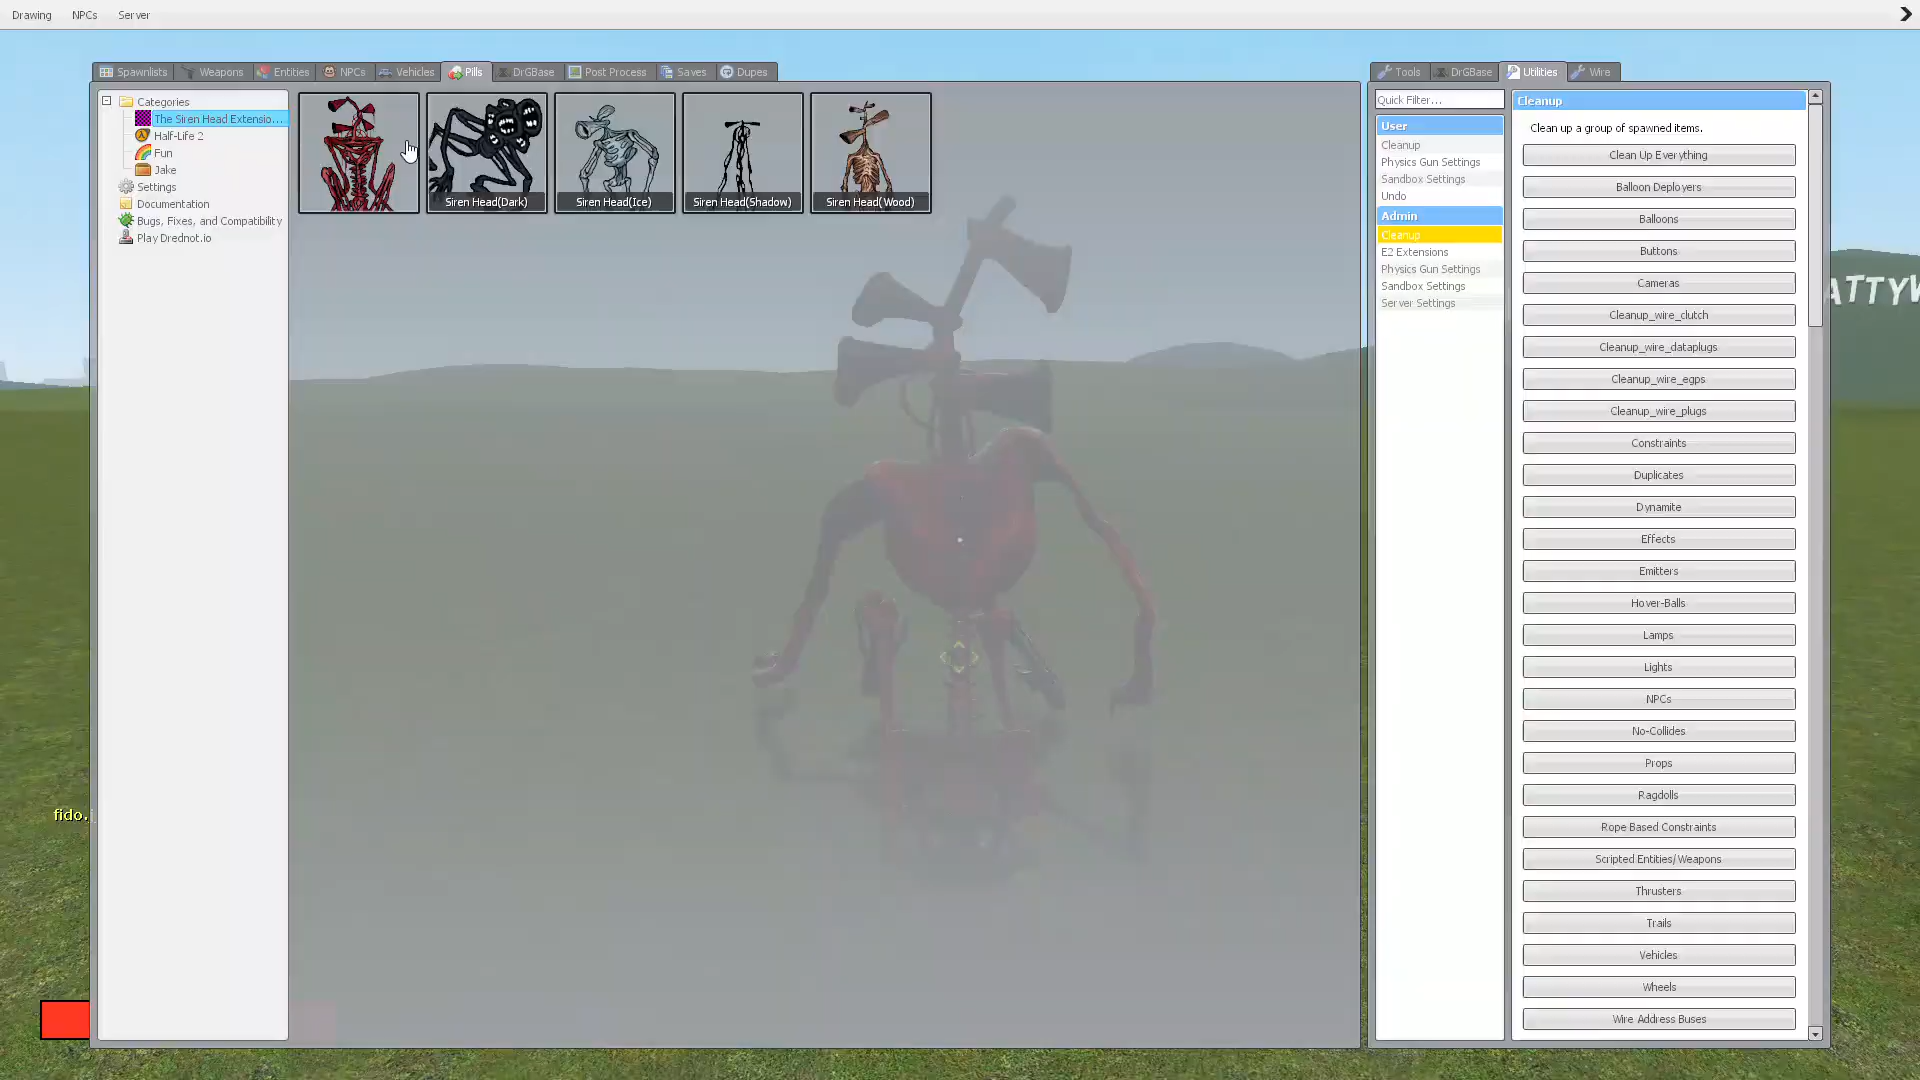 Drawing NPCs Server
Spawnlists Weapons Entities NPCs Vehicles Pills DrGBase Post Process Saves Dupes
Categories
The Siren Head Extensio...
Half-Life 2
Fun
Jake
Settings
Documentation
Bugs, Fixes, and Compatibility
Play Drednot.io
Siren Head(Dark)
Siren Head(Ice)
Siren Head(Shadow)
Siren Head(Wood)
fido.
Tools DrGBase Utilities Wire
Quick Filter...
User
Cleanup
Physics Gun Settings
Sandbox Settings
Undo
Admin
Cleanup
E2 Extensions
Physics Gun Settings
Sandbox Settings
Server Settings
Cleanup
Clean up a group of spawned items.
Clean Up Everything
Balloon Deployers
Balloons
Buttons
Cameras
Cleanup_wire_clutch
Cleanup_wire_dataplugs
Cleanup_wire_egps
Cleanup_wire_plugs
Constraints
Duplicates
Dynamite
Effects
Emitters
Hover-Balls
Lamps
Lights
NPCs
No-Collides
Props
Ragdolls
Rope Based Constraints
Scripted Entities/Weapons
Thrusters
Trails
Vehicles
Wheels
Wire Address Buses